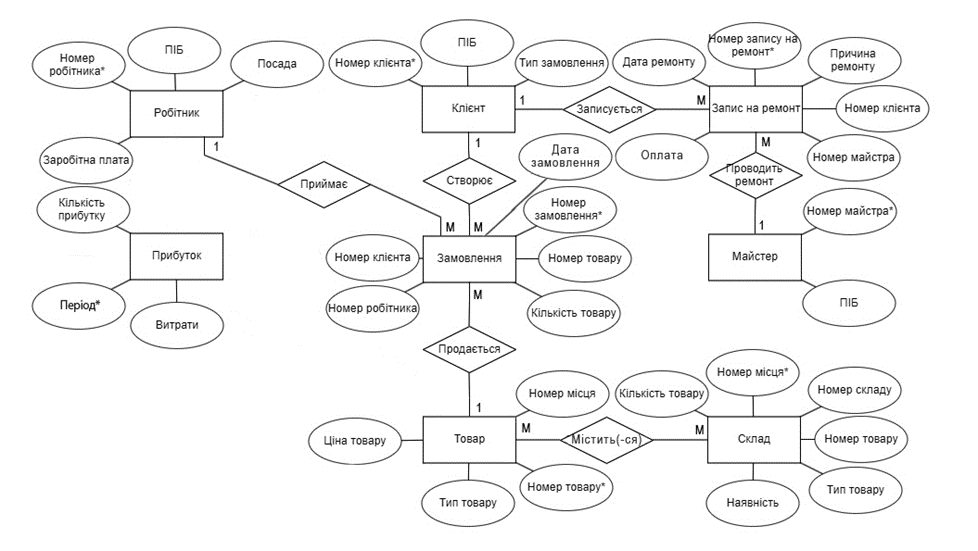 Номер
робітника*
ПІБ
Посада
Робітник
Заробітна плата
1
Приймає
М
Номер клієнта*
ПІБ
Тип замовлення
Клієнт
1
Записується
М
1
Створює
М
Дата ремонту
Номер запису на
ремонт*
Причина
ремонту
Запис на ремонт
Номер клієнта
Оплата
Номер майстра
М
Проводить
ремонт
1
Номер майстра*
Майстер
ПІБ
Кількість
прибутку
Прибуток
Період*
Витрати
Дата
замовлення
Номер
замовлення*
Номер клієнта
Замовлення
Номер товару
Номер робітника
Кількість товару
М
Продається
1
Номер місця
Ціна товару
Товар
М
Містить(-ся)
М
Тип товару
Номер товару*
Кількість товару
Номер місця*
Номер складу
Склад
Номер товару
Наявність
Тип товару